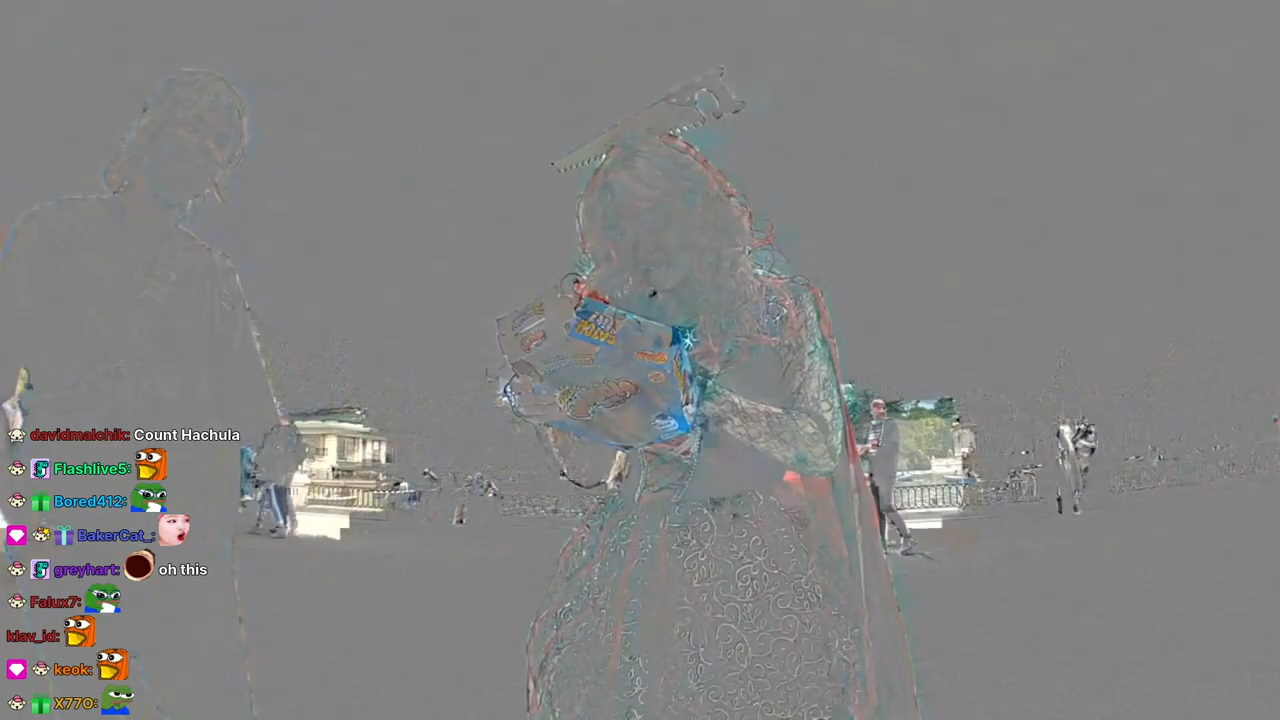 davidmalchik: Count Hachula
Flashlive5:
Bored412:
BakerCat_:
greyhart: oh this
Falux7:
klav_id:
keok:
X77O: